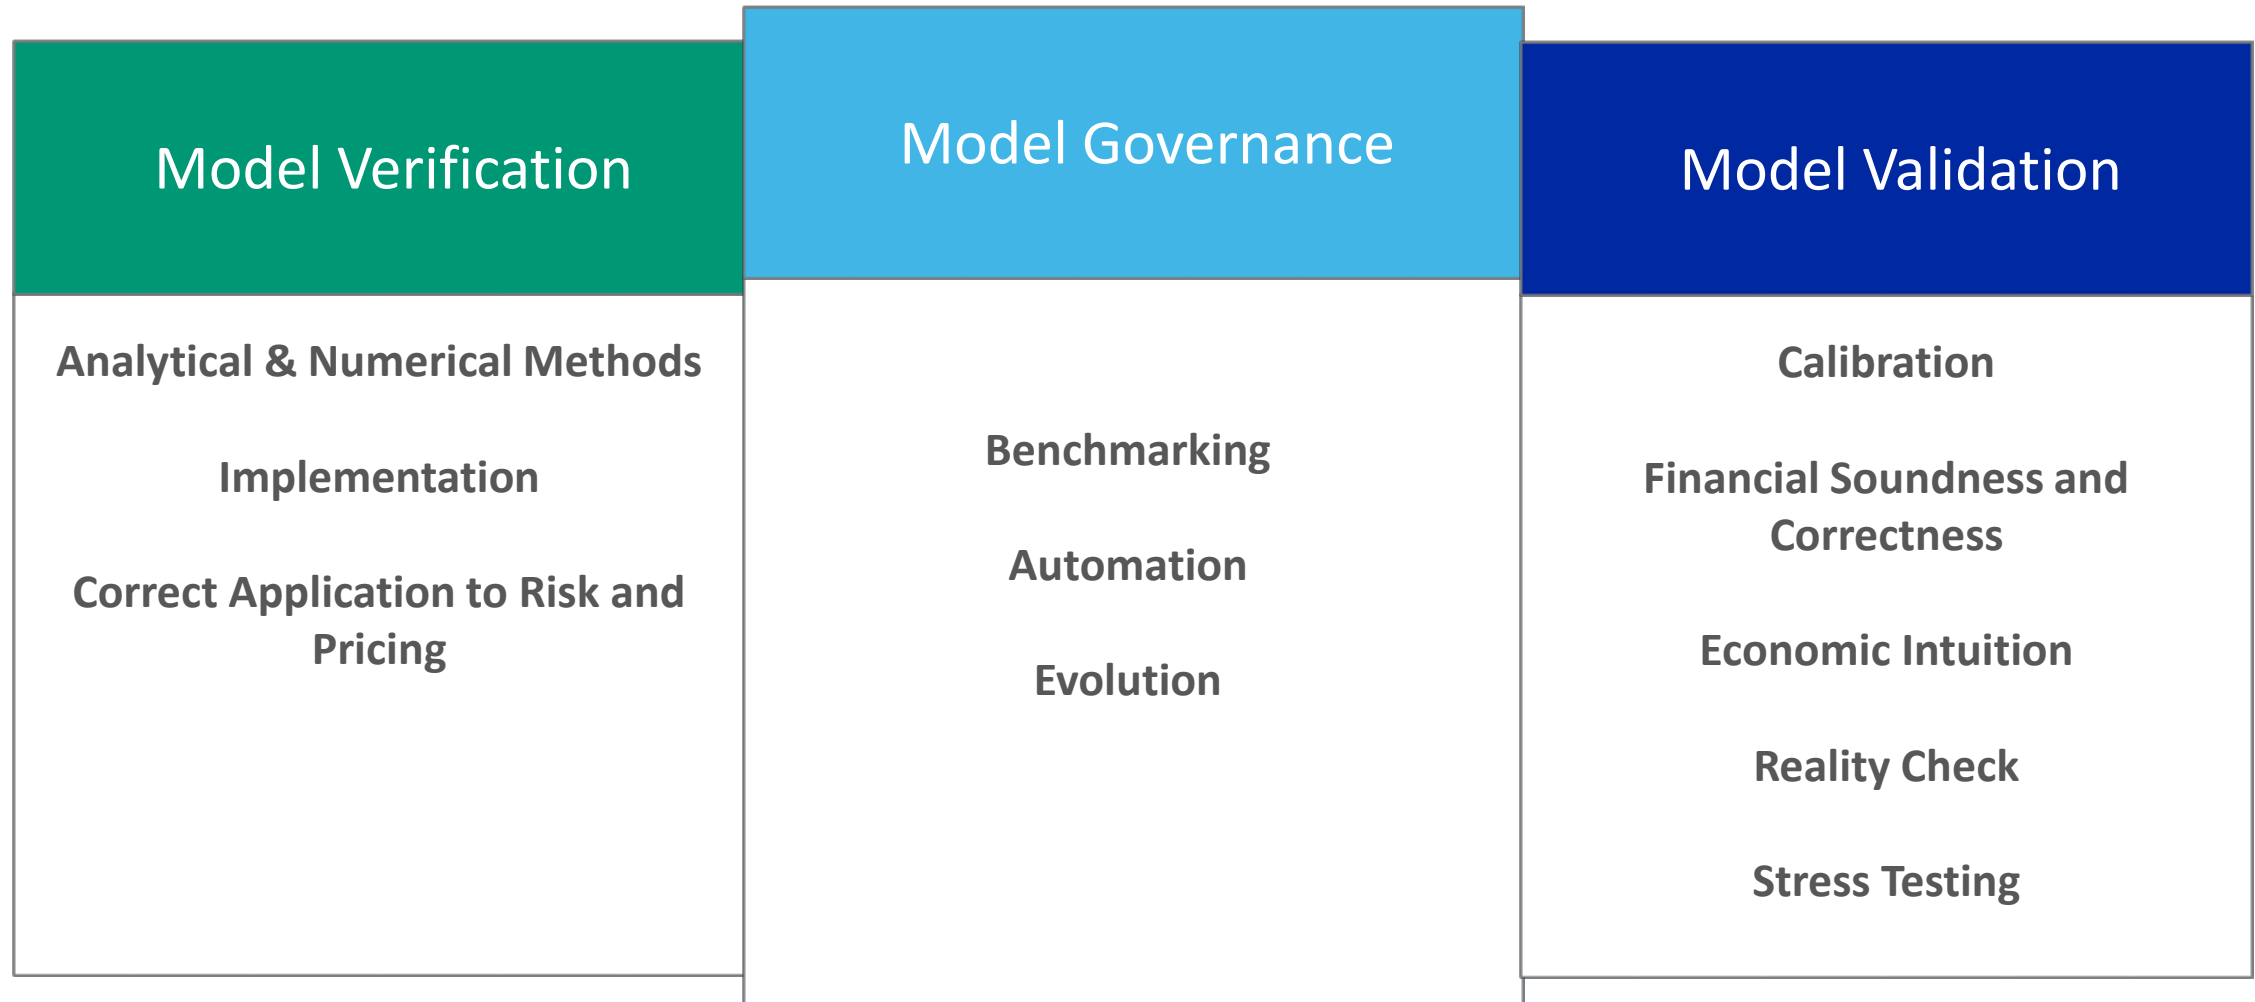 Model Verification
Analytical & Numerical Methods
Implementation
Correct Application to Risk and
Pricing
Model Governance
Benchmarking
Automation
Evolution
Model Validation
Calibration
Financial Soundness and
Correctness
Economic Intuition
Reality Check
Stress Testing